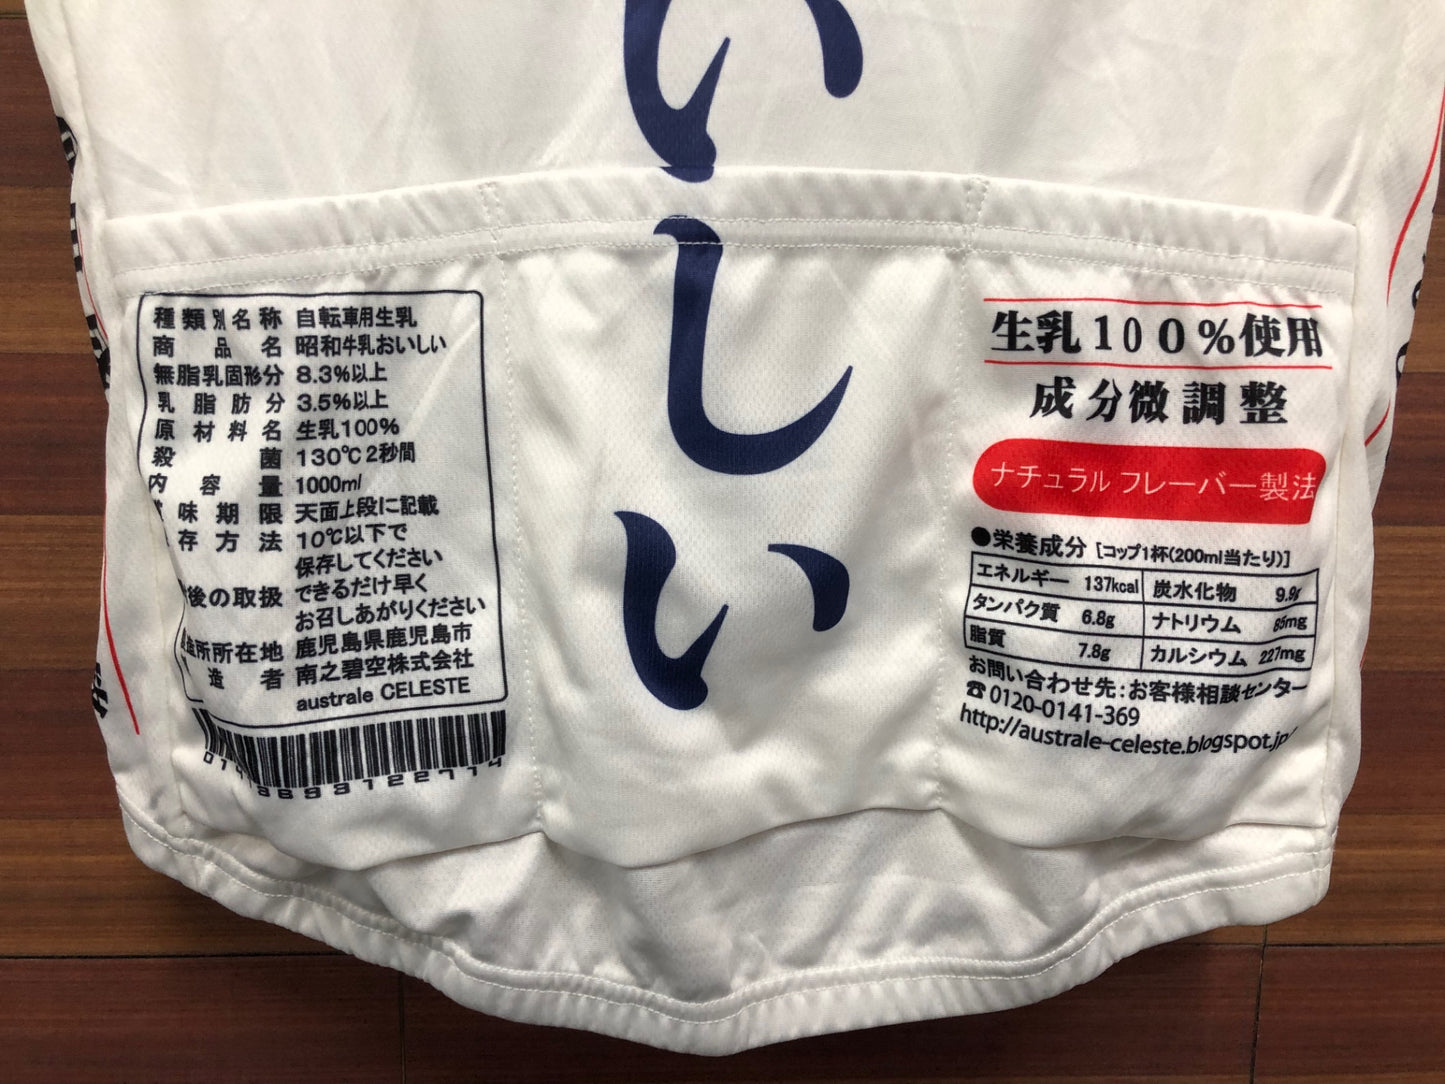 いしい
種類別名称 自転車用生乳
商品名 昭和牛乳おいしい
無脂乳固形分 8.3%以上
乳脂肪分 3.5%以上
原材料名 生乳100%
殺菌 130℃2秒間
内容量 1000ml
味期限 天面上段に記載
存方法 10℃以下で
保存してください
後の取扱 できるだけ早く
お召しあがりください
造所所在地 鹿児島県鹿児島市
造者 南之碧空株式会社
australe CELESTE
生乳100%使用
成分微調整
ナチュラル フレーバー製法
●栄養成分 [コップ1杯(200ml当たり)]
エネルギー 137kcal 炭水化物 9.9g
タンパク質 6.8g ナトリウム 85mg
脂質 7.8g カルシウム 227mg
お問い合わせ先:お客様相談センター
☎0120-0141-369
http://australe-celeste.blogspot.jp/